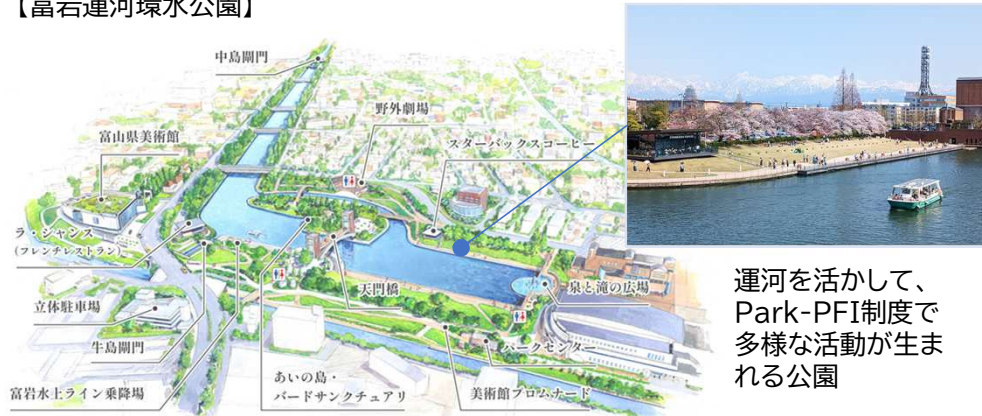 【富岩運河環水公園】
中島閘門
野外劇場
富山県美術館
スターバックスコーヒー
ラ・シャンス
(フレンチレストラン)
天門橋
泉と滝の広場
立体駐車場
牛島閘門
パークセンター
あいの島・
バードサンクチュアリ
富岩水上ライン乗降場
美術館プロムナード
運河を活かして、
Park-PFI制度で
多様な活動が生ま
れる公園